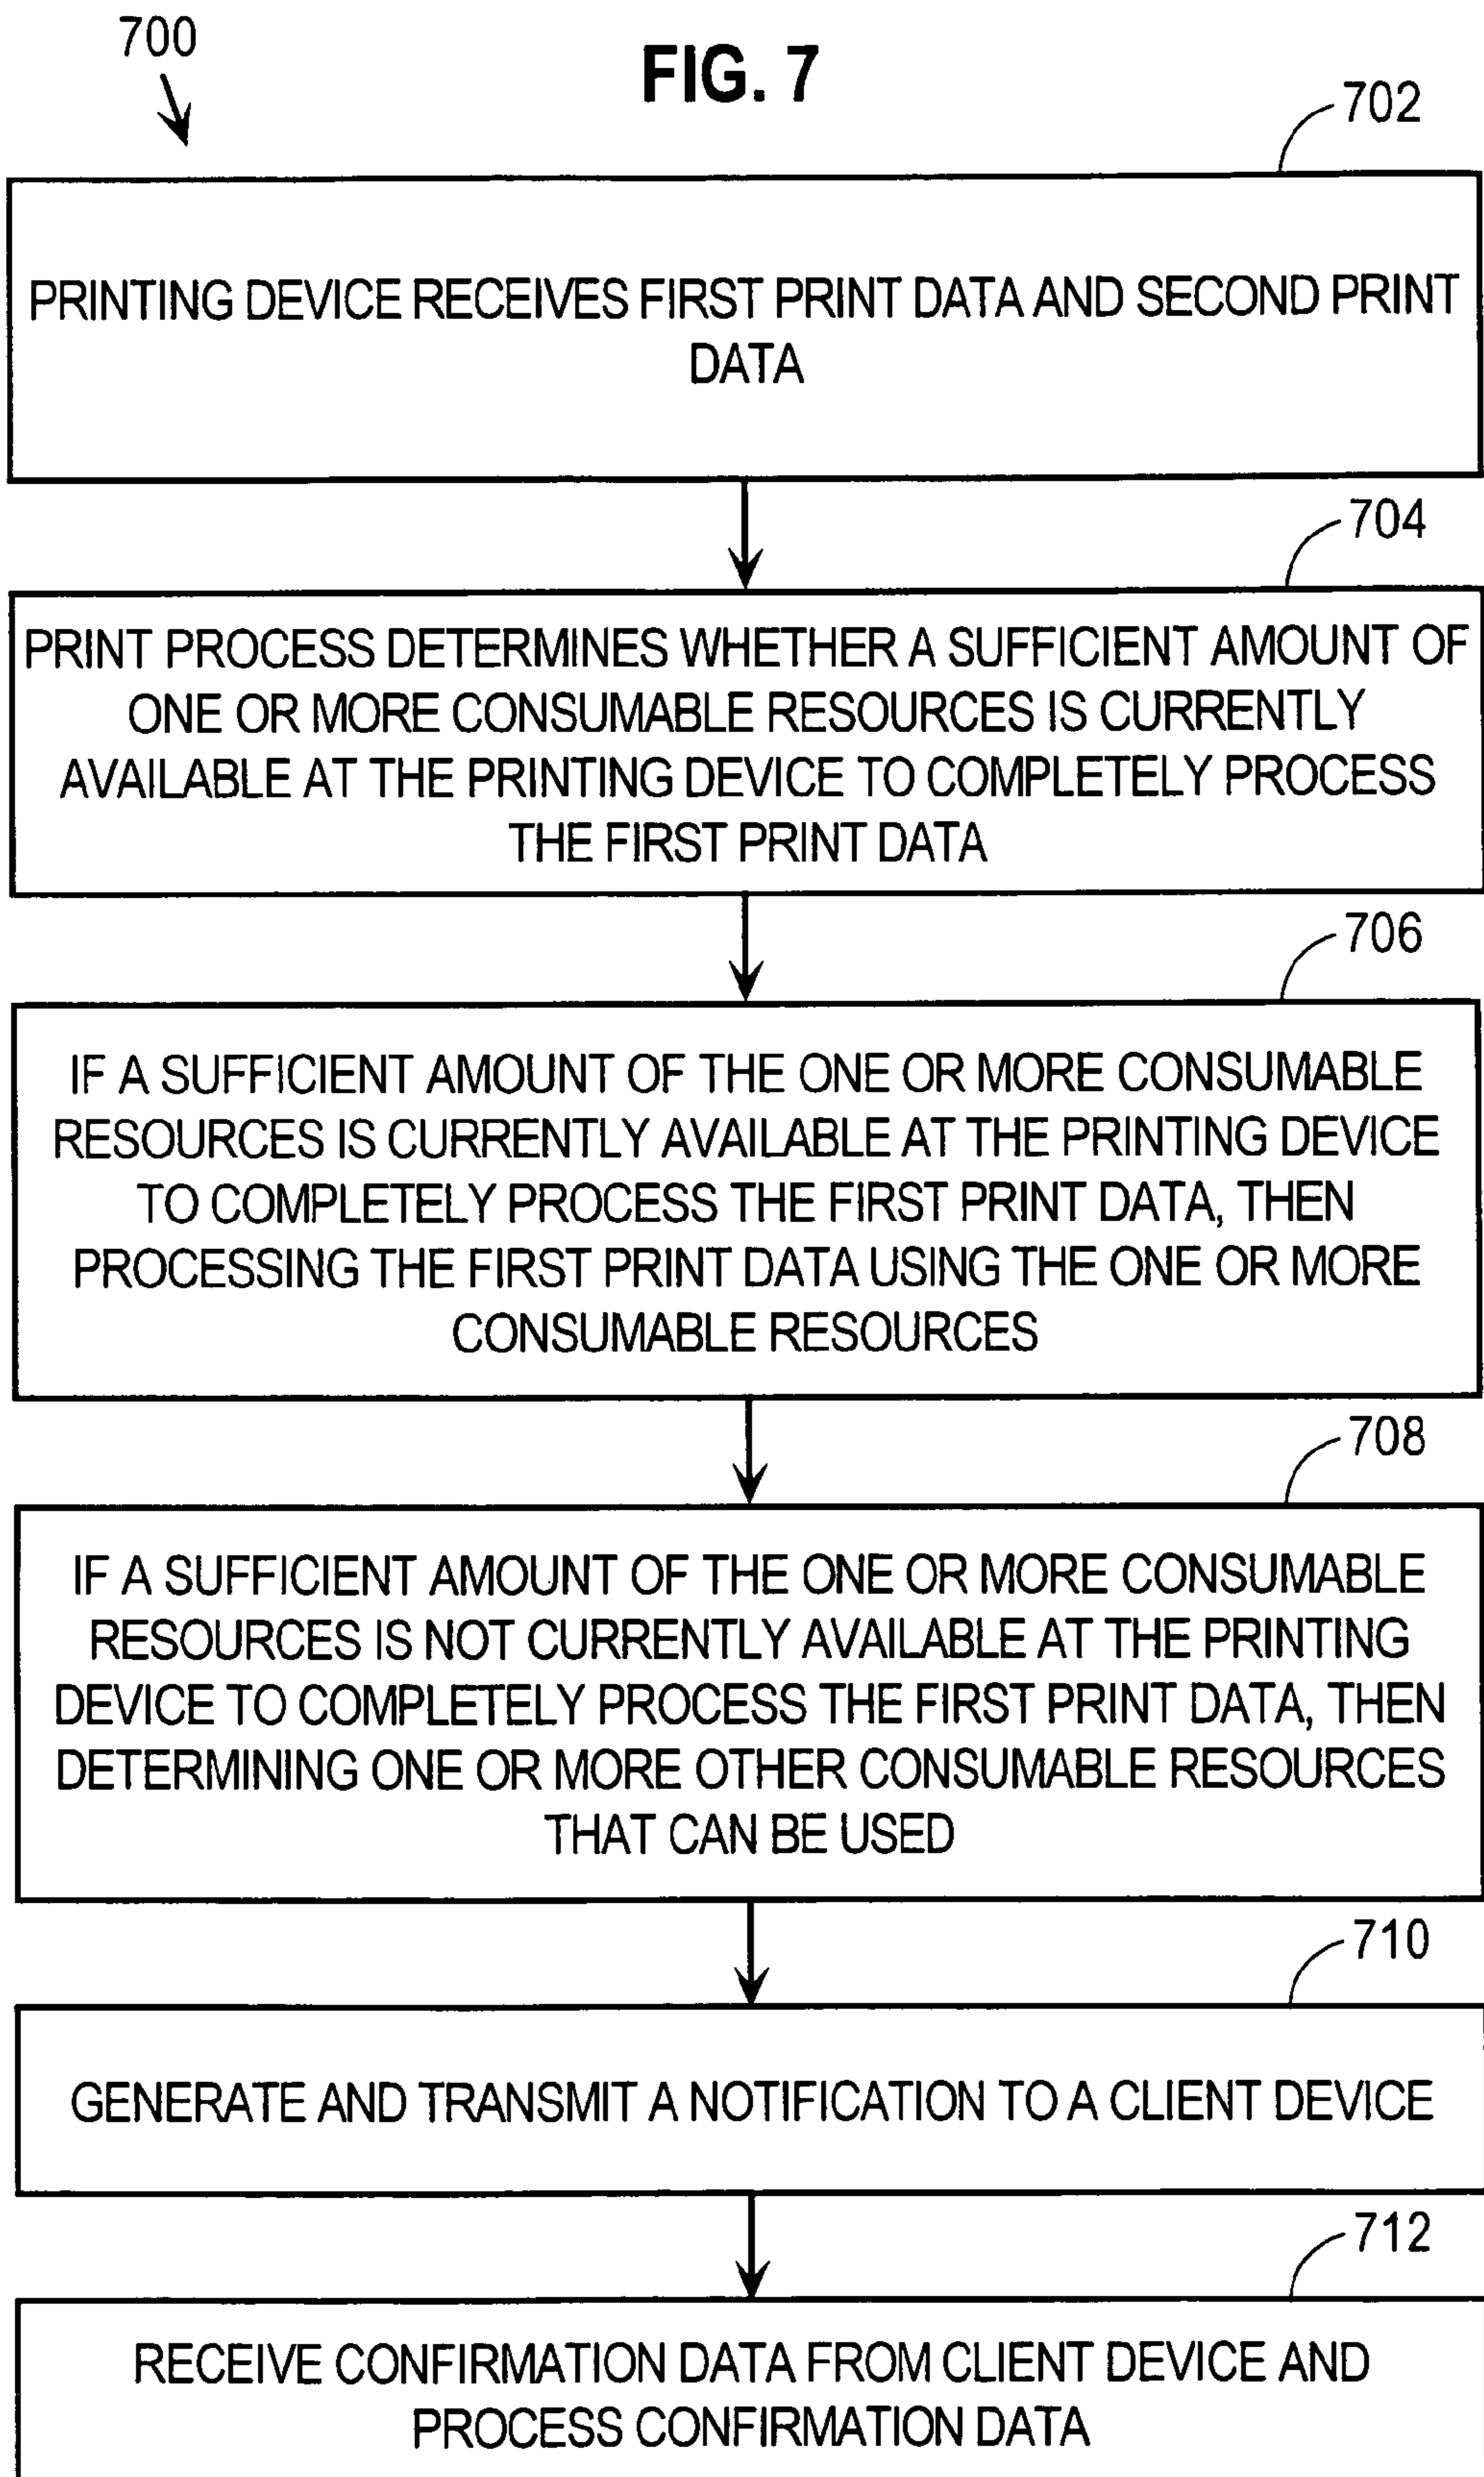 700
FIG. 7
702
PRINTING DEVICE RECEIVES FIRST PRINT DATA AND SECOND PRINT
DATA
704
PRINT PROCESS DETERMINES WHETHER A SUFFICIENT AMOUNT OF
ONE OR MORE CONSUMABLE RESOURCES IS CURRENTLY
AVAILABLE AT THE PRINTING DEVICE TO COMPLETELY PROCESS
THE FIRST PRINT DATA
706
IF A SUFFICIENT AMOUNT OF THE ONE OR MORE CONSUMABLE
RESOURCES IS CURRENTLY AVAILABLE AT THE PRINTING DEVICE
TO COMPLETELY PROCESS THE FIRST PRINT DATA, THEN
PROCESSING THE FIRST PRINT DATA USING THE ONE OR MORE
CONSUMABLE RESOURCES
708
IF A SUFFICIENT AMOUNT OF THE ONE OR MORE CONSUMABLE
RESOURCES IS NOT CURRENTLY AVAILABLE AT THE PRINTING
DEVICE TO COMPLETELY PROCESS THE FIRST PRINT DATA, THEN
DETERMINING ONE OR MORE OTHER CONSUMABLE RESOURCES
THAT CAN BE USED
710
GENERATE AND TRANSMIT A NOTIFICATION TO A CLIENT DEVICE
712
RECEIVE CONFIRMATION DATA FROM CLIENT DEVICE AND
PROCESS CONFIRMATION DATA